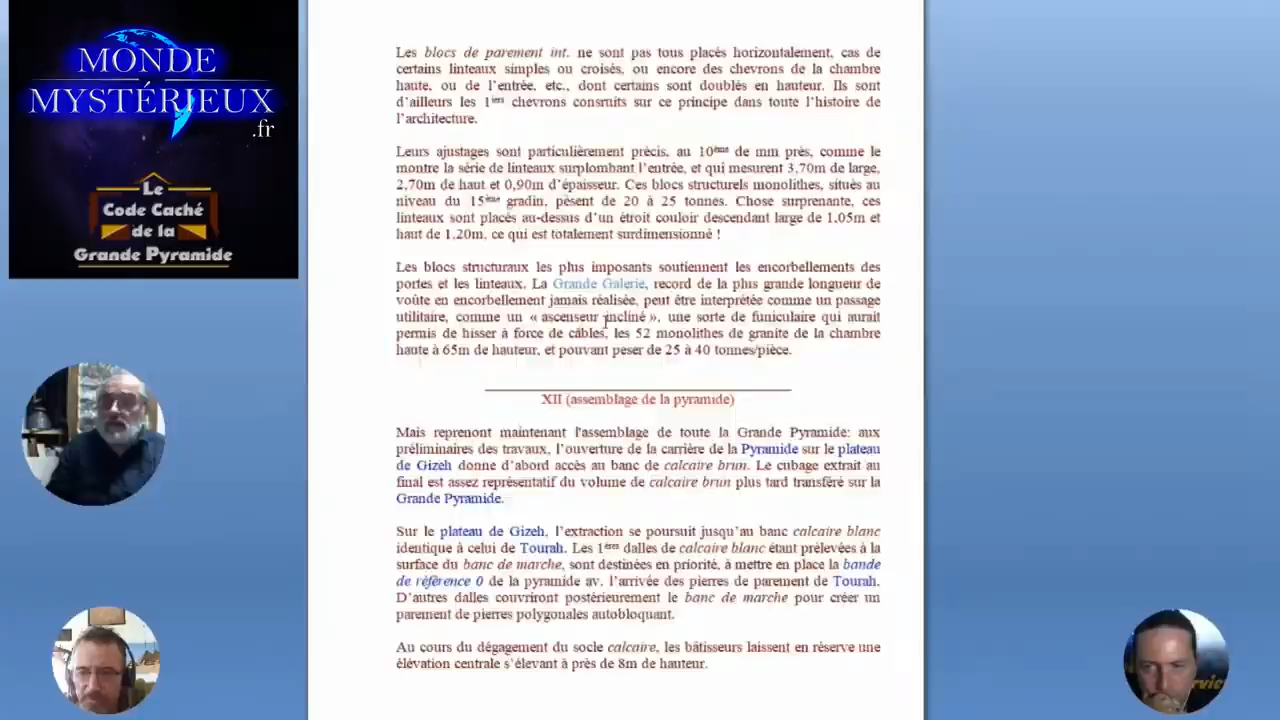 MONDE
MYSTÉRIEUX
.fr
Le
Code Caché
de la
Grande Pyramide
Les blocs de parement int. ne sont pas tous placés horizontalement, cas de
certains linteaux simples ou croisés, ou encore des chevrons de la chambre
haute, ou de l'entrée, etc., dont certains sont doublés en hauteur. Ils sont
d'ailleurs les 1iers chevrons construits sur ce principe dans toute l'histoire de
l'architecture.
Leurs ajustages sont particulièrement précis, au 10ème de mm près, comme le
montre la série de linteaux surplombant l'entrée, et qui mesurent 3,70m de large,
2,70m de haut et 0,90m d'épaisseur. Ces blocs structurels monolithes, situés au
niveau du 15ème gradin, pèsent de 20 à 25 tonnes. Chose surprenante, ces
linteaux sont placés au-dessus d'un étroit couloir descendant large de 1.05m et
haut de 1.20m, ce qui est totalement surdimensionné !
Les blocs structuraux les plus imposants soutiennent les encorbellements des
portes et les linteaux. La Grande Galerie, record de la plus grande longueur de
voûte en encorbellement jamais réalisée, peut être interprétée comme un passage
utilitaire, comme un « ascenseur incliné », une sorte de funiculaire qui aurait
permis de hisser à force de câbles, les 52 monolithes de granite de la chambre
haute à 65m de hauteur, et pouvant peser de 25 à 40 tonnes/pièce.
XII (assemblage de la pyramide)
Mais reprenont maintenant l'assemblage de toute la Grande Pyramide: aux
préliminaires des travaux, l'ouverture de la carrière de la Pyramide sur le plateau
de Gizeh donne d'abord accès au banc de calcaire brun. Le cubage extrait au
final est assez représentatif du volume de calcaire brun plus tard transféré sur la
Grande Pyramide.
Sur le plateau de Gizeh, l'extraction se poursuit jusqu'au banc calcaire blanc
identique à celui de Tourah. Les 1ères dalles de calcaire blanc étant prélevées à la
surface du banc de marche, sont destinées en priorité, à mettre en place la bande
de référence 0 de la pyramide av. l'arrivée des pierres de parement de Tourah.
D'autres dalles couvriront postérieurement le banc de marche pour créer un
parement de pierres polygonales autobloquant.
Au cours du dégagement du socle calcaire, les bâtisseurs laissent en réserve une
élévation centrale s'élevant à près de 8m de hauteur.